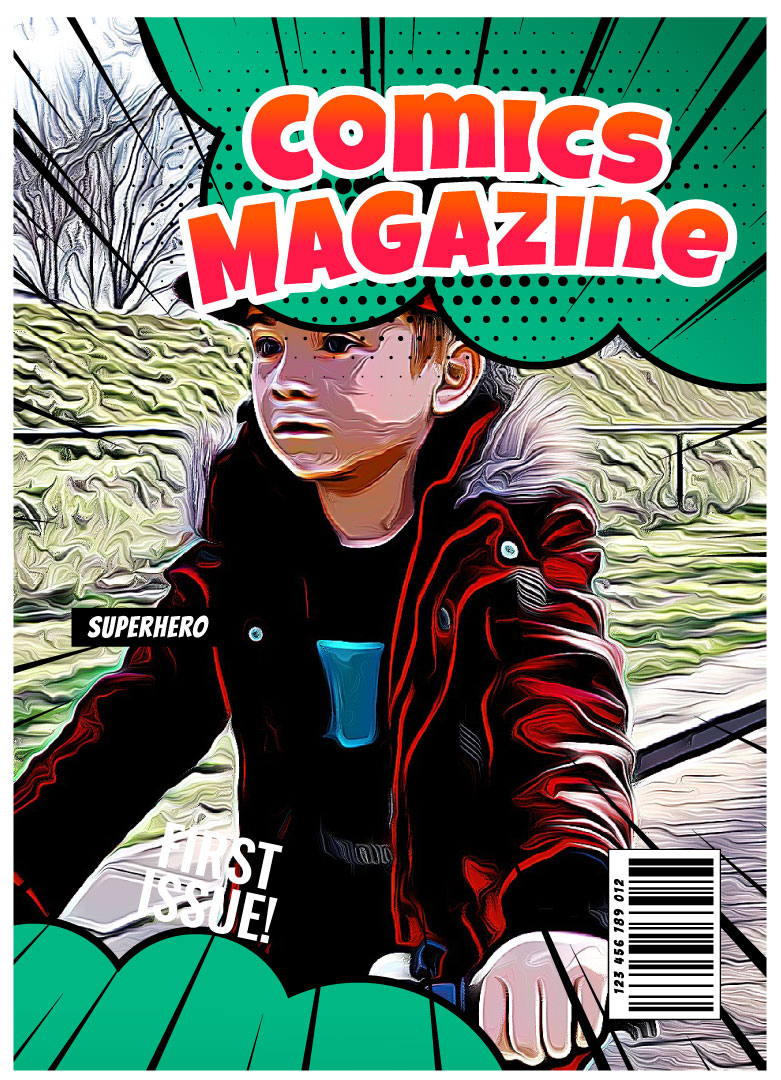 COMICS
MAGAZINE
SUPERHERO
FIRST
ISSUE!
123 456 789 012